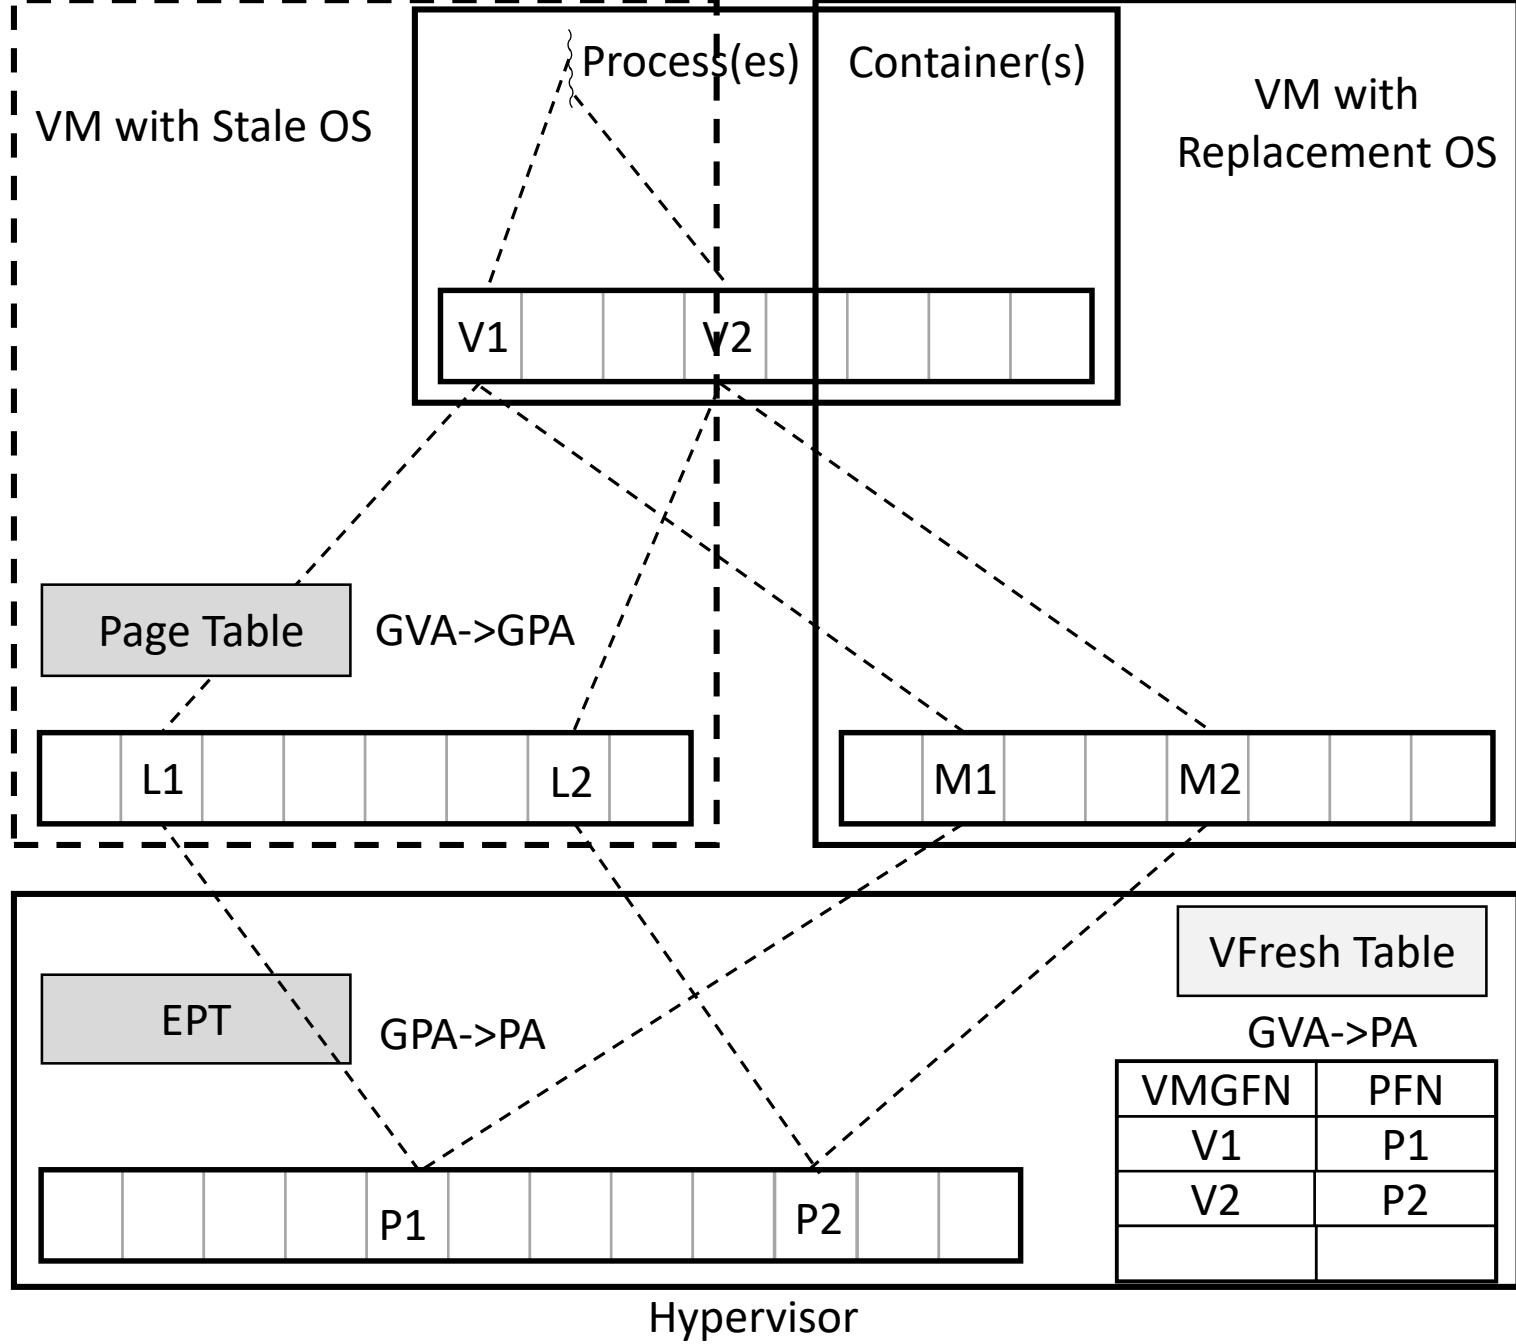 Process(es)
Container(s)
VM with Stale OS
VM with
Replacement OS
V1
V2
Page Table
GVA->GPA
L1
L2
M1
M2
VFresh Table
EPT
GPA->PA
GVA->PA
VMGFN
PFN
V1
P1
V2
P2
P1
P2
Hypervisor